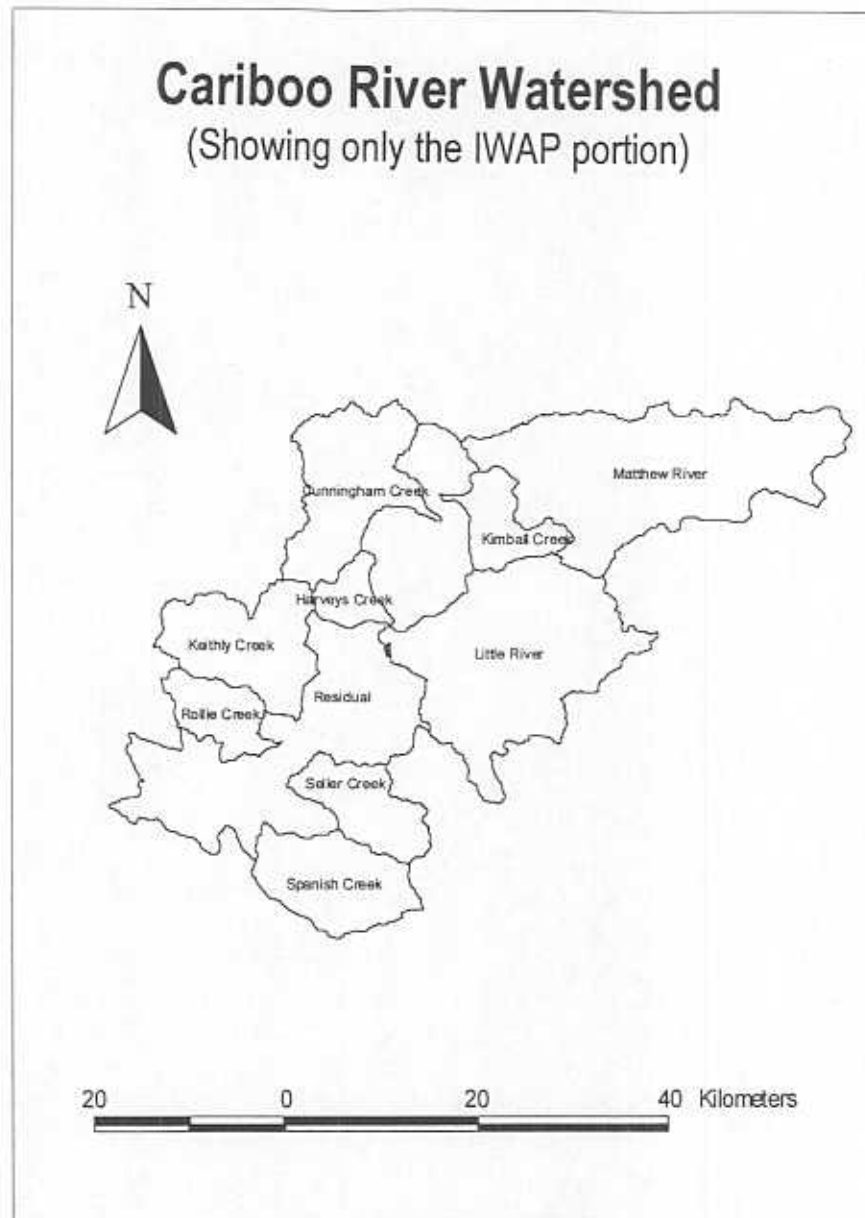 Cariboo River Watershed
(Showing only the IWAP portion)
N
Matthew River
Cunningham Creek
Kimball Creek
Harveys Creek
Keithly Creek
Little River
Residual
Rollie Creek
Seller Creek
Spanish Creek
20 0 20 40 Kilometers